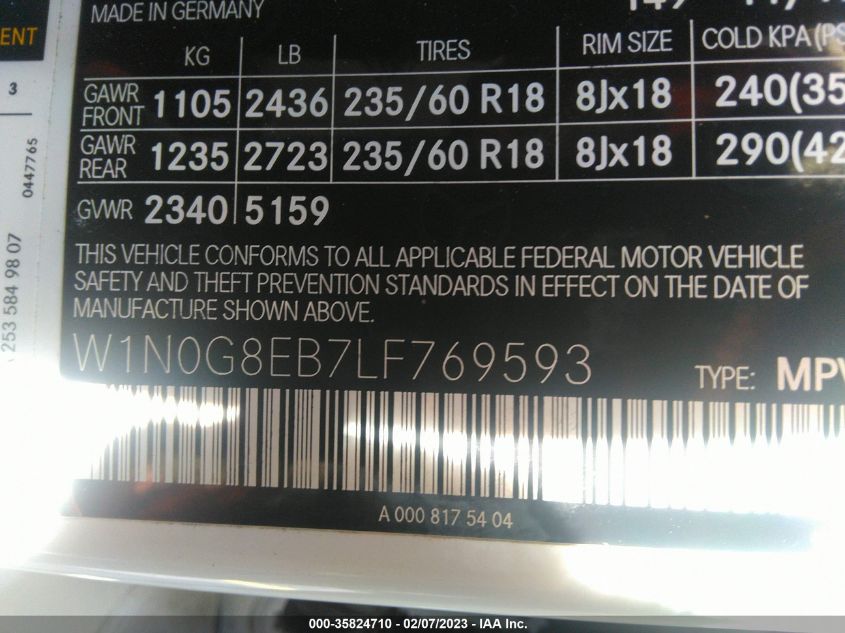 MADE IN GERMANY
ENT
KG LB TIRES RIM SIZE COLD KPA(PS
3
GAWR FRONT 1105 2436 235/60 R18 8Jx18 240(35
GAWR REAR 1235 2723 235/60 R18 8Jx18 290(42
0447765
GVWR 2340 5159
253 584 98 07
THIS VEHICLE CONFORMS TO ALL APPLICABLE FEDERAL MOTOR VEHICLE
SAFETY AND THEFT PREVENTION STANDARDS IN EFFECT ON THE DATE OF
MANUFACTURE SHOWN ABOVE.
W1N0G8EB7LF769593
TYPE: MPV
A 000 817 54 04
000-35824710 - 02/07/2023 - IAA Inc.